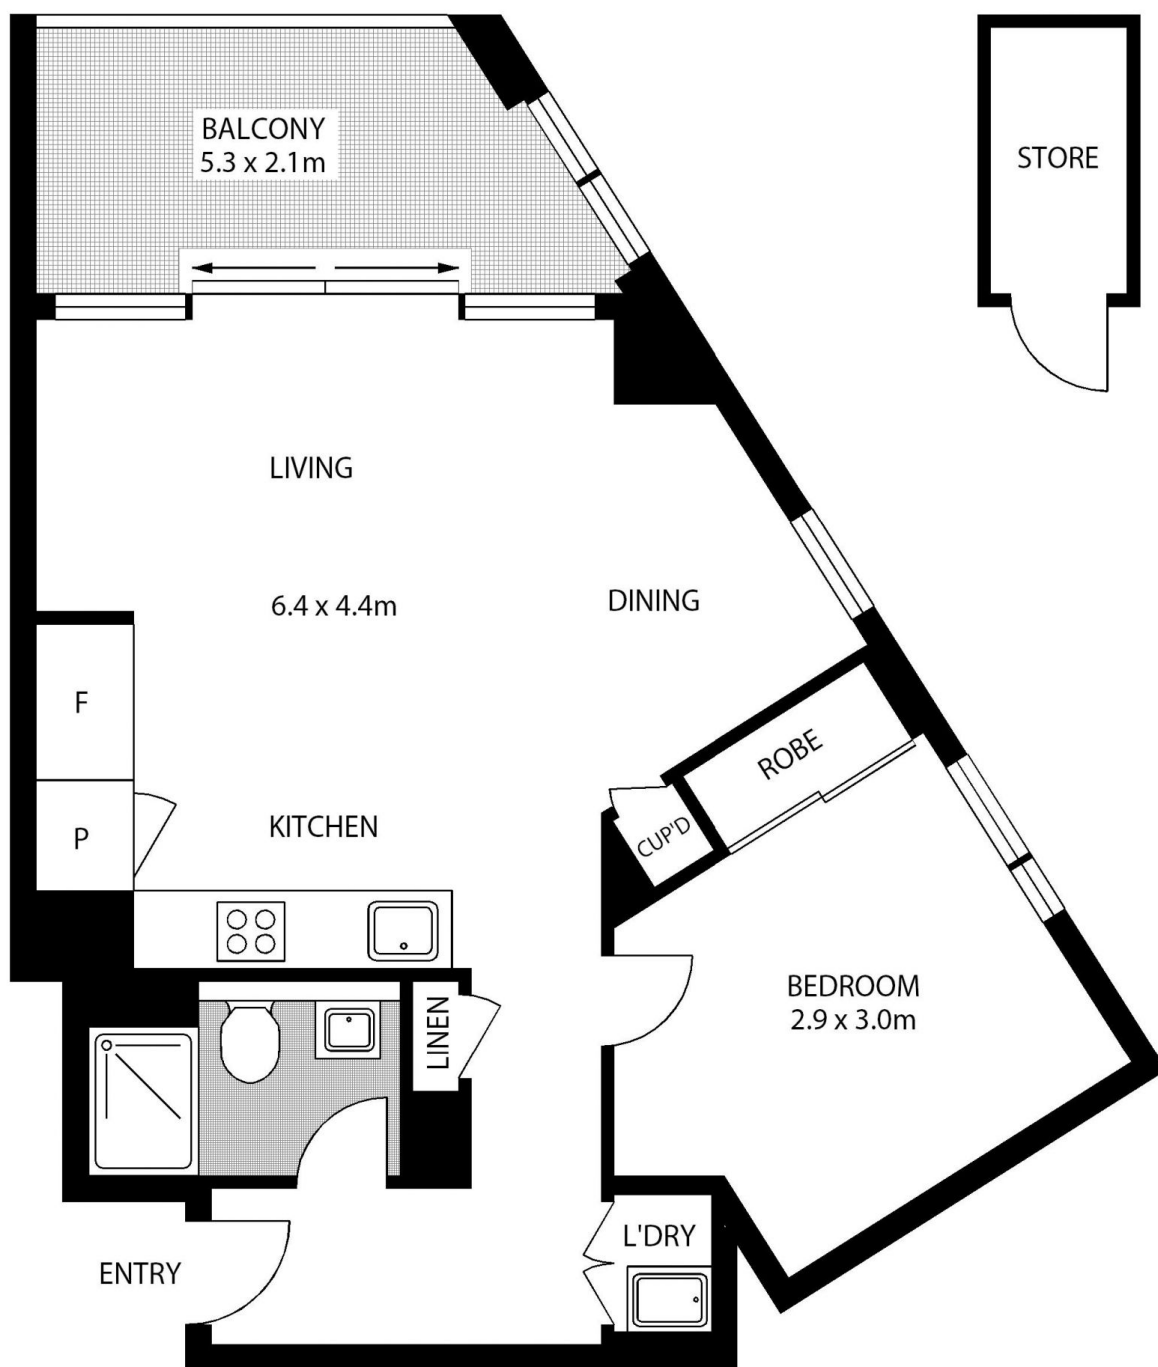 BALCONY
5.3 x 2.1m
STORE
LIVING
6.4 x 4.4m
DINING
F
ROBE
P
KITCHEN
CUP'D
BEDROOM
2.9 x 3.0m
LINEN
L'DRY
ENTRY